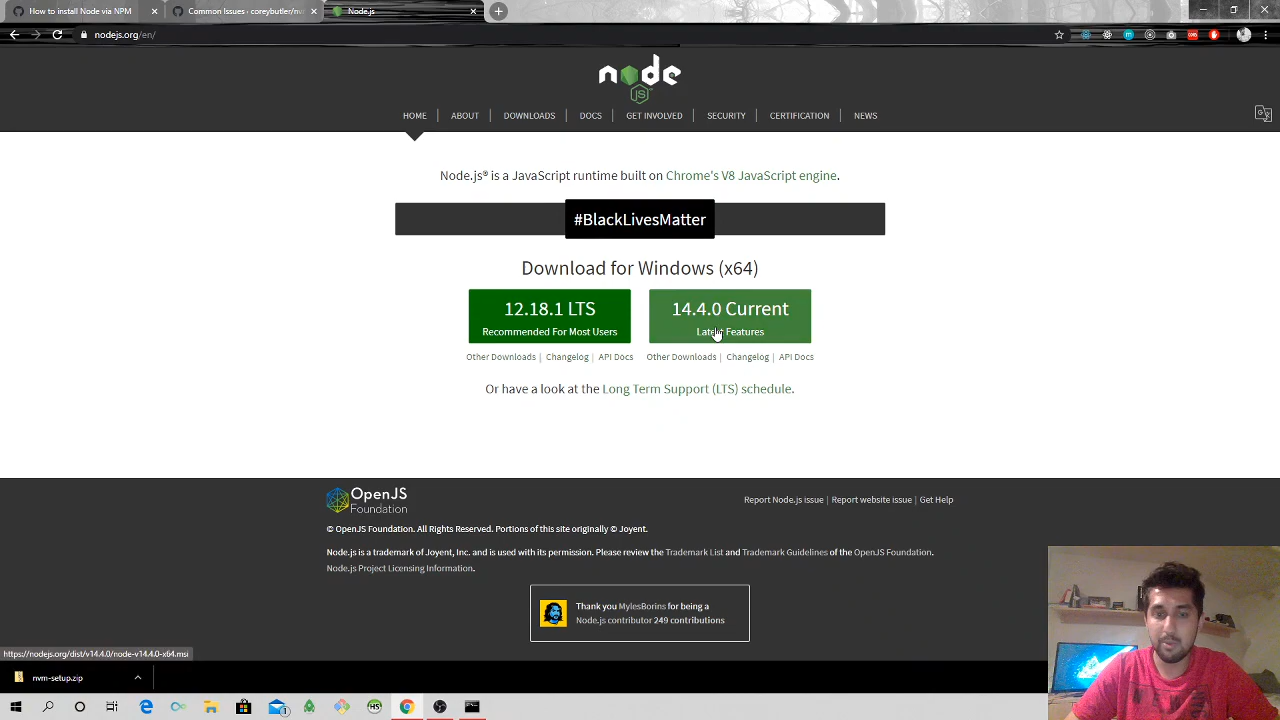 How to install Node via NPM
Common Issues · coreybutler/nv
Node.js
nodejs.org/en/
node
JS
HOME
ABOUT
DOWNLOADS
DOCS
GET INVOLVED
SECURITY
CERTIFICATION
NEWS
Node.js® is a JavaScript runtime built on Chrome's V8 JavaScript engine.
#BlackLivesMatter
Download for Windows (x64)
12.18.1 LTS
Recommended For Most Users
14.4.0 Current
Latest Features
Other Downloads | Changelog | API Docs
Other Downloads | Changelog | API Docs
Or have a look at the Long Term Support (LTS) schedule.
OpenJS
Foundation
Report Node.js issue | Report website issue | Get Help
© OpenJS Foundation. All Rights Reserved. Portions of this site originally © Joyent.
Node.js is a trademark of Joyent, Inc. and is used with its permission. Please review the Trademark List and Trademark Guidelines of the OpenJS Foundation.
Node.js Project Licensing Information.
Thank you MylesBorins for being a
Node.js contributor 249 contributions
https://nodejs.org/dist/v14.4.0/node-v14.4.0-x64.msi
nvm-setup.zip
HS
1